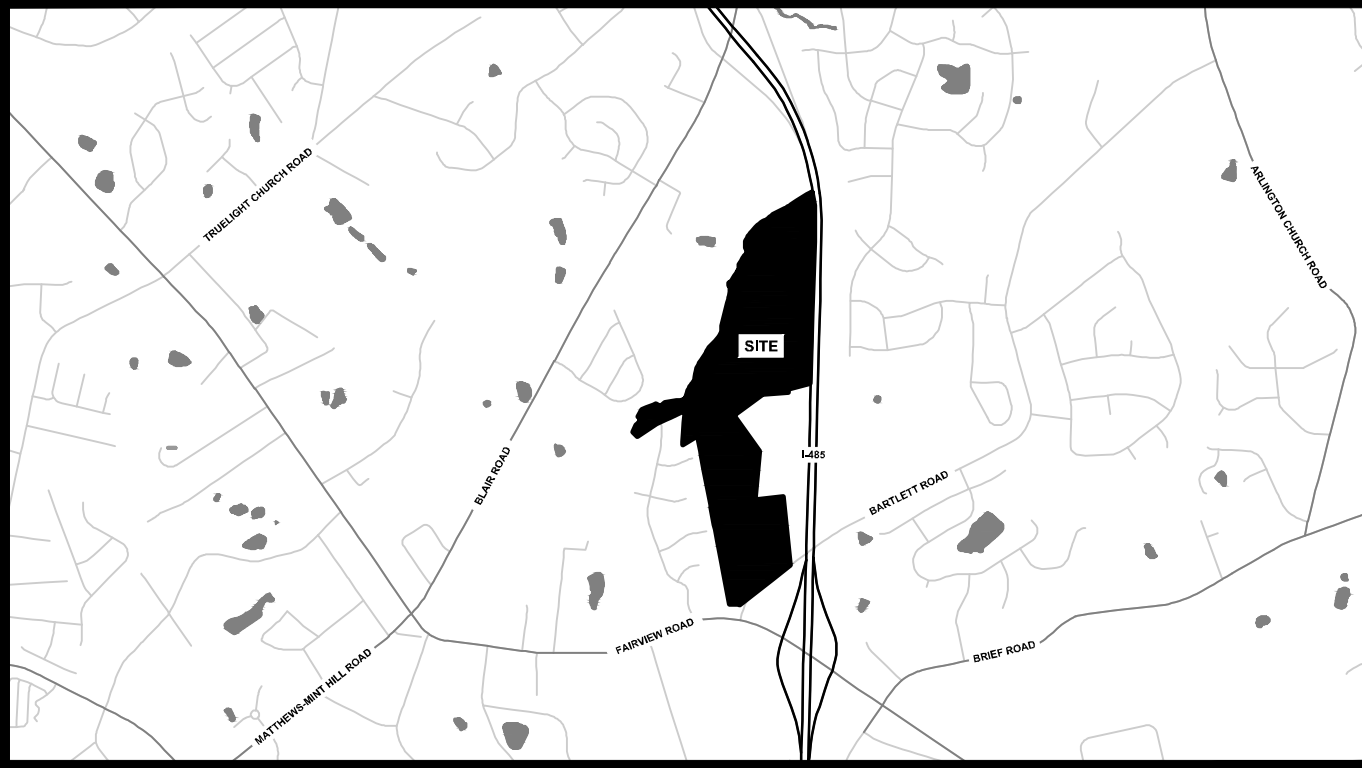 TRUELIGHT CHURCH ROAD
ARLINGTON CHURCH ROAD
SITE
I-485
BLAIR ROAD
BARTLETT ROAD
FAIRVIEW ROAD
BRIEF ROAD
MATTHEWS-MINT HILL ROAD